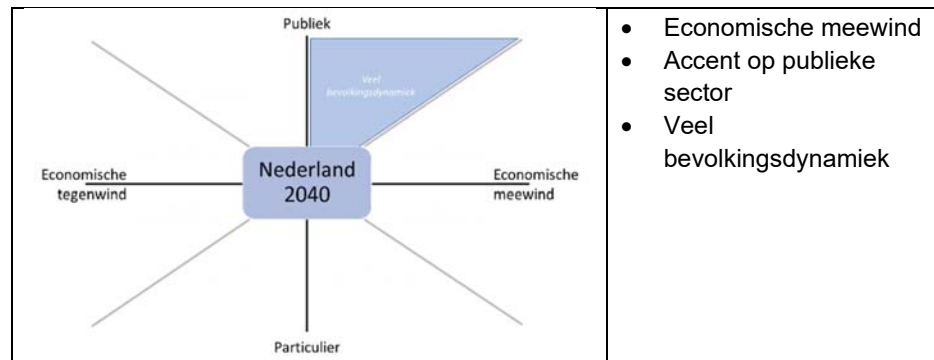 Publiek
Veel
bevolkingsdynamiek
Economische
tegenwind
Nederland
2040
Economische
meewind
Particulier
• Economische meewind
• Accent op publieke
sector
• Veel
bevolkingsdynamiek